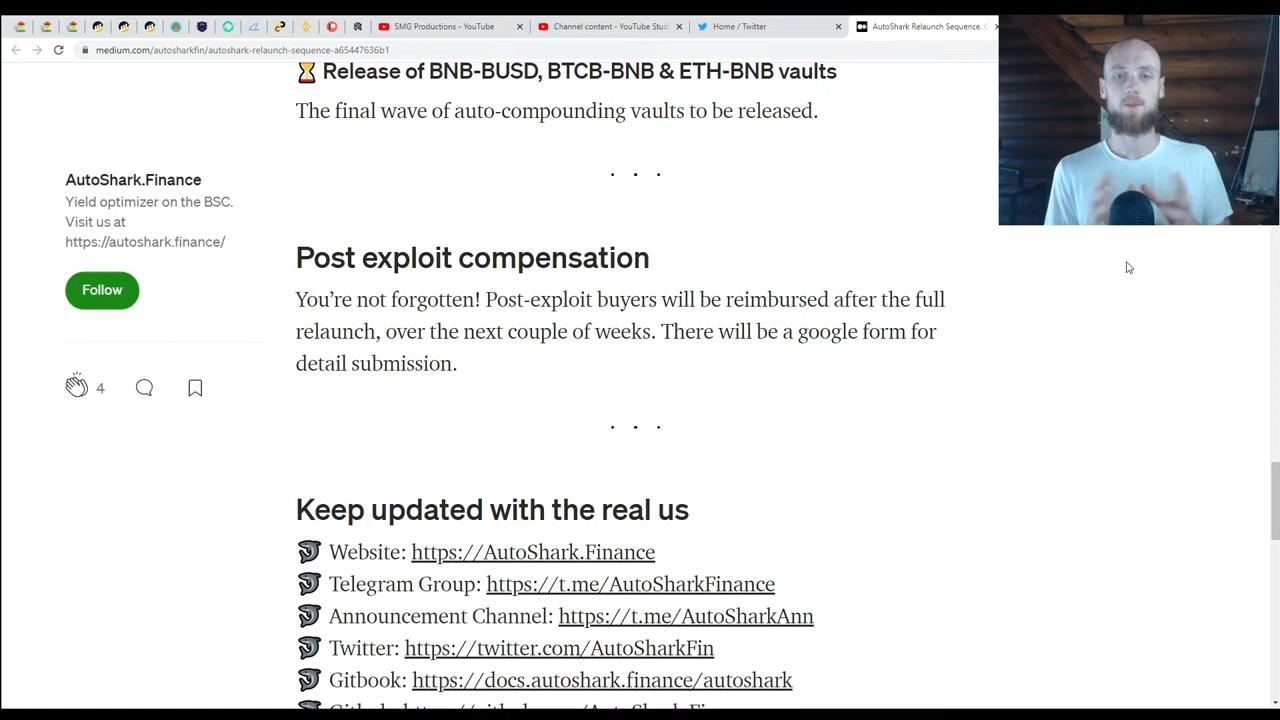 SMG Productions - YouTube
Channel content - YouTube Stud
Home / Twitter
AutoShark Relaunch Sequence.
medium.com/autosharkfin/autoshark-relaunch-sequence-a65447636b1
Release of BNB-BUSD, BTCB-BNB & ETH-BNB vaults
The final wave of auto-compounding vaults to be released.
AutoShark.Finance
Yield optimizer on the BSC.
Visit us at
https://autoshark.finance/
Follow
4
Post exploit compensation
You’re not forgotten! Post-exploit buyers will be reimbursed after the full
relaunch, over the next couple of weeks. There will be a google form for
detail submission.
Keep updated with the real us
Website: https://AutoShark.Finance
Telegram Group: https://t.me/AutoSharkFinance
Announcement Channel: https://t.me/AutoSharkAnn
Twitter: https://twitter.com/AutoSharkFin
Gitbook: https://docs.autoshark.finance/autoshark